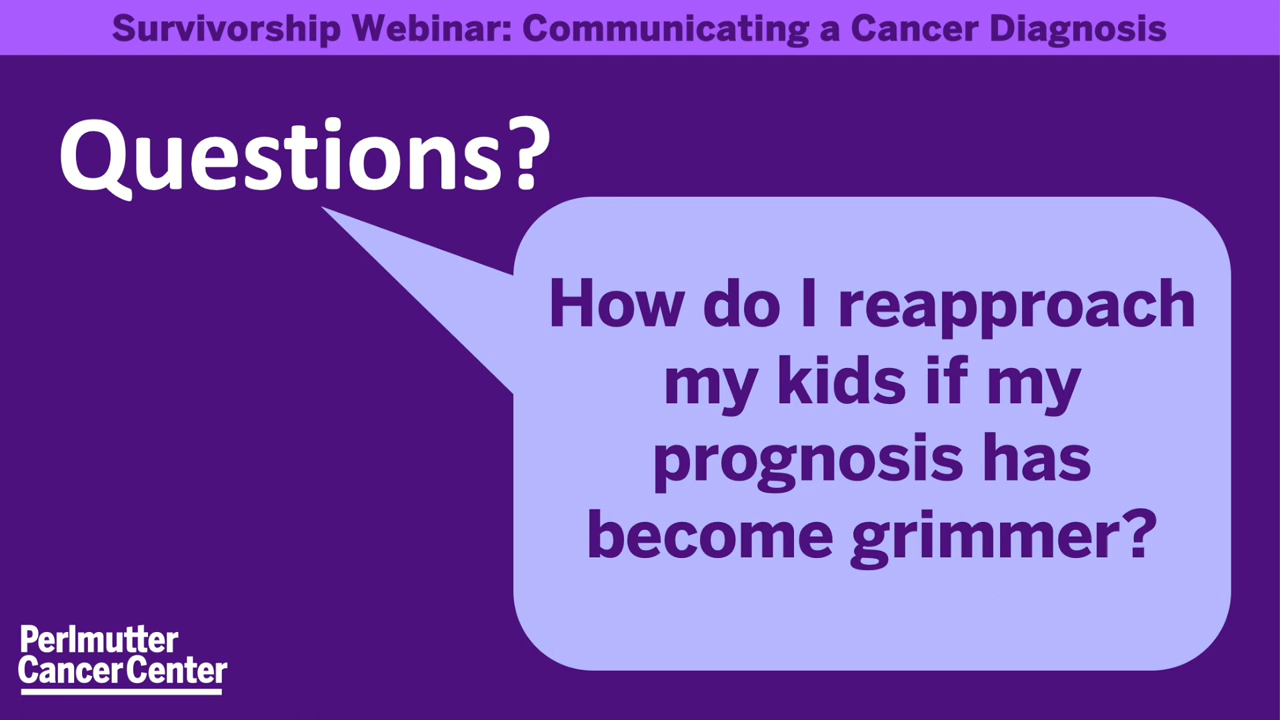 Survivorship Webinar: Communicating a Cancer Diagnosis
Questions?
How do I reapproach
my kids if my
prognosis has
become grimmer?
Perlmutter
Cancer Center